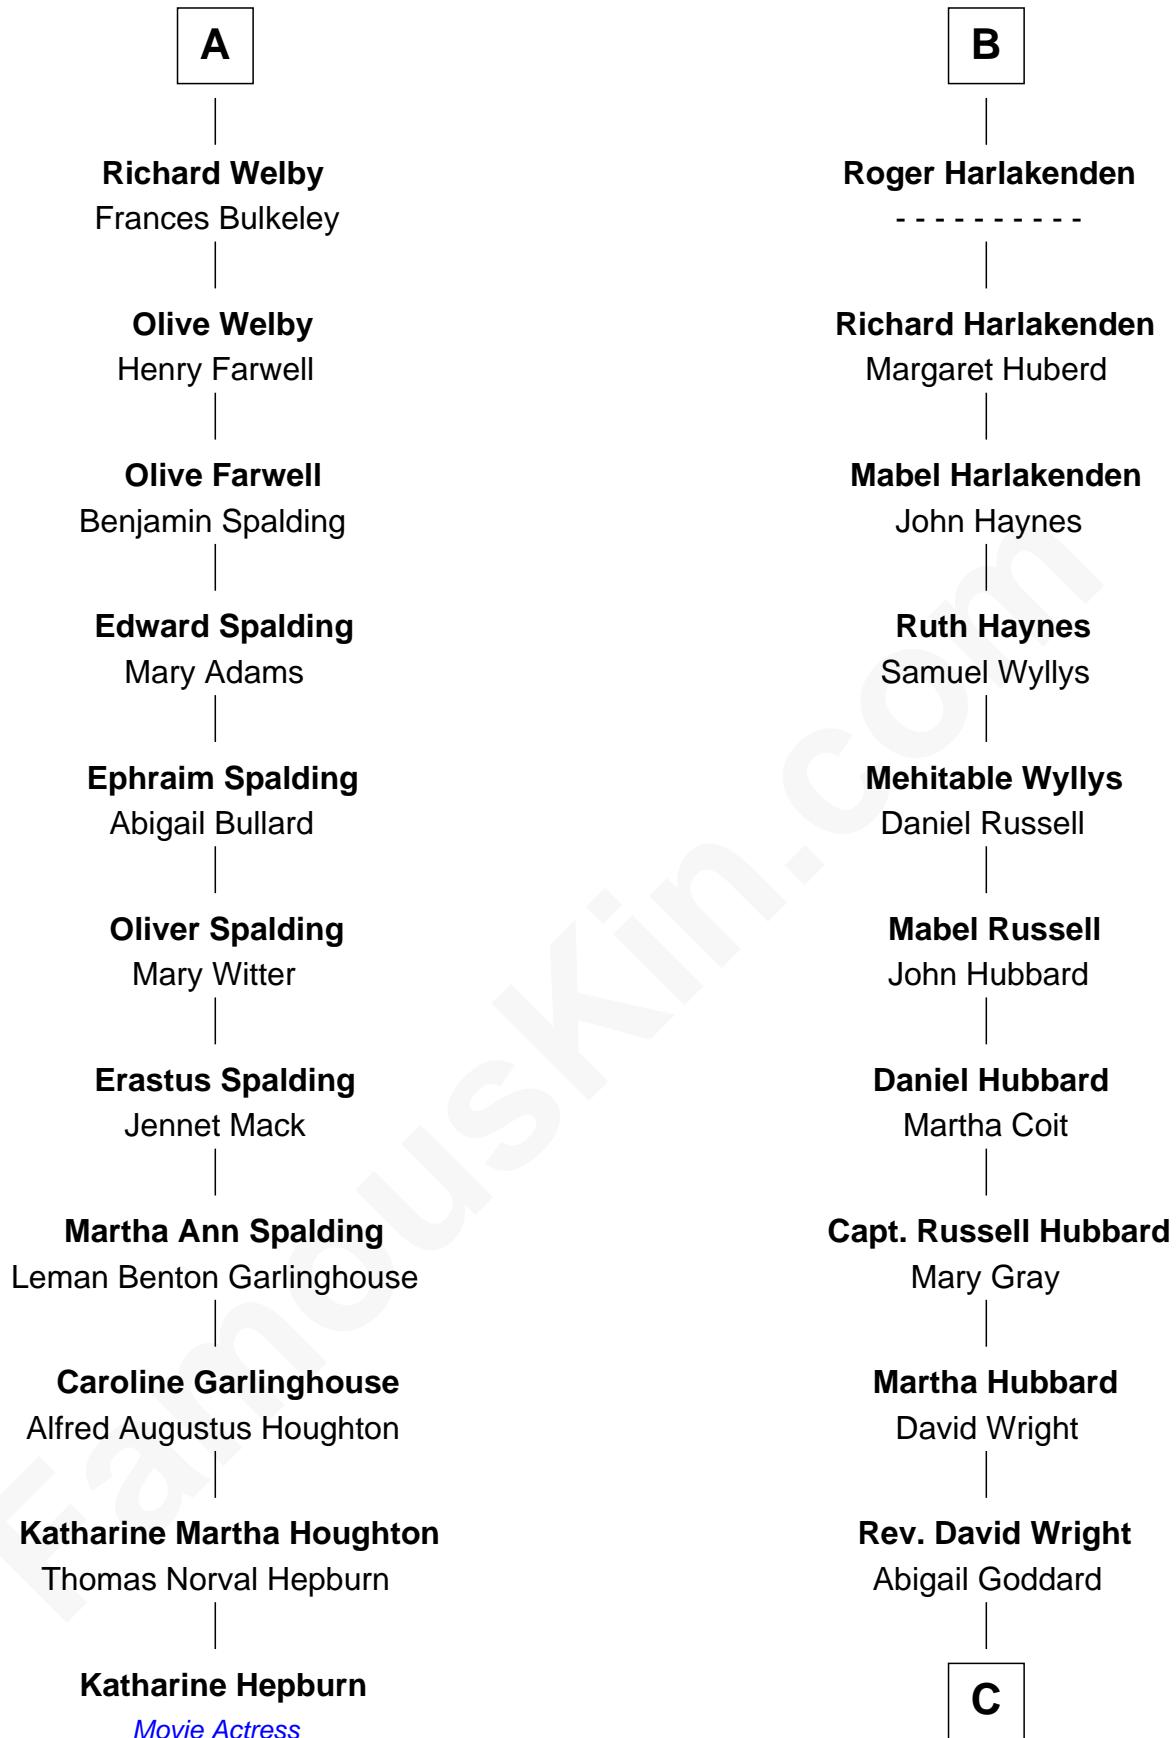 A
Richard Welby
Frances Bulkeley
Olive Welby
Henry Farwell
Olive Farwell
Benjamin Spalding
Edward Spalding
Mary Adams
Ephraim Spalding
Abigail Bullard
Oliver Spalding
Mary Witter
Erastus Spalding
Jennet Mack
Martha Ann Spalding
Leman Benton Garlinghouse
Caroline Garlinghouse
Alfred Augustus Houghton
Katharine Martha Houghton
Thomas Norval Hepburn
Katharine Hepburn
Movie Actress
B
Roger Harlakenden
- - - - - - - - - -
Richard Harlakenden
Margaret Huberd
Mabel Harlakenden
John Haynes
Ruth Haynes
Samuel Wyllys
Mehitable Wyllys
Daniel Russell
Mabel Russell
John Hubbard
Daniel Hubbard
Martha Coit
Capt. Russell Hubbard
Mary Gray
Martha Hubbard
David Wright
Rev. David Wright
Abigail Goddard
C
FamousKin.com